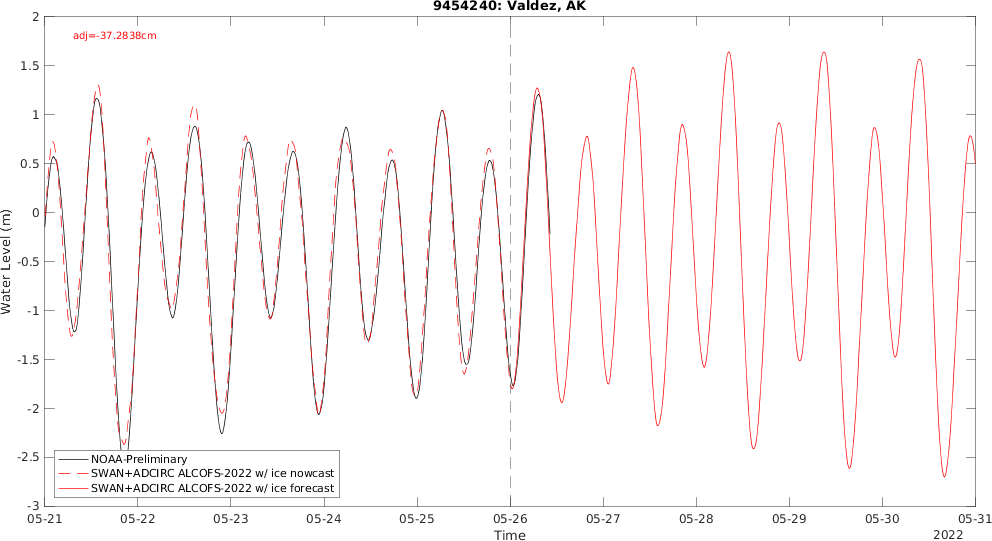 9454240: Valdez, AK
adj=-37.2838cm
Water Level (m)
2
1.5
1
0.5
0
-0.5
-1
-1.5
-2
-2.5
-3
NOAA-Preliminary
SWAN+ADCIRC ALCOFS-2022 w/ ice nowcast
SWAN+ADCIRC ALCOFS-2022 w/ ice forecast
05-21 05-22 05-23 05-24 05-25 05-26 05-27 05-28 05-29 05-30 05-31
Time
2022